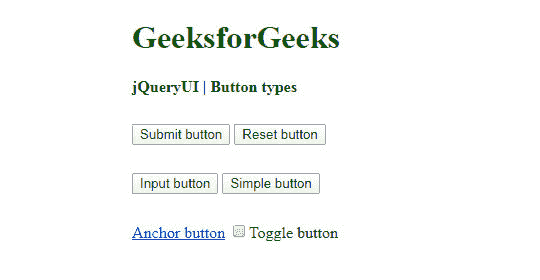 GeeksforGeeks
jQueryUI | Button types
Submit button Reset button
Input button Simple button
Anchor button Toggle button